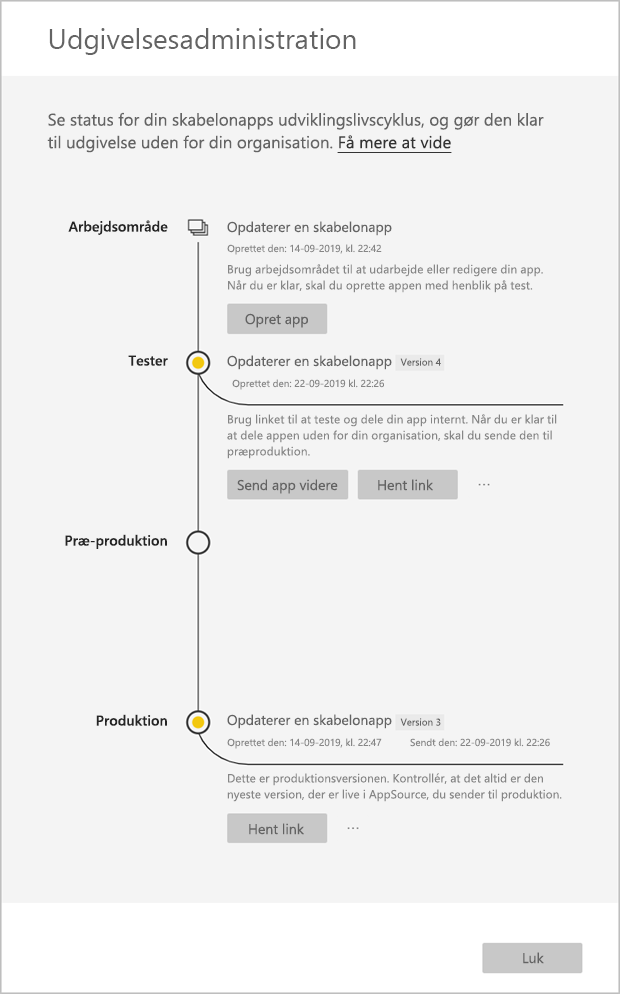 Udgivelsesadministration
Se status for din skabelonapps udviklingslivscyklus, og gør den klar
til udgivelse uden for din organisation. Få mere at vide
Arbejdsområde
Opdaterer en skabelonapp
Oprettet den: 14-09-2019, kl. 22:42
Brug arbejdsområdet til at udarbejde eller redigere din app.
Når du er klar, skal du oprette appen med henblik på test.
Opret app
Tester
Opdaterer en skabelonapp Version 4
Oprettet den: 22-09-2019 kl. 22:26
Brug linket til at teste og dele din app internt. Når du er klar til
at dele appen uden for din organisation, skal du sende den til
præproduktion.
Send app videre Hent link ...
Præ-produktion
Produktion
Opdaterer en skabelonapp Version 3
Oprettet den: 14-09-2019, kl. 22:47 Sendt den: 22-09-2019 kl. 22:26
Dette er produktionsversionen. Kontrollér, at det altid er den
nyeste version, der er live i AppSource, du sender til produktion.
Hent link ...
Luk